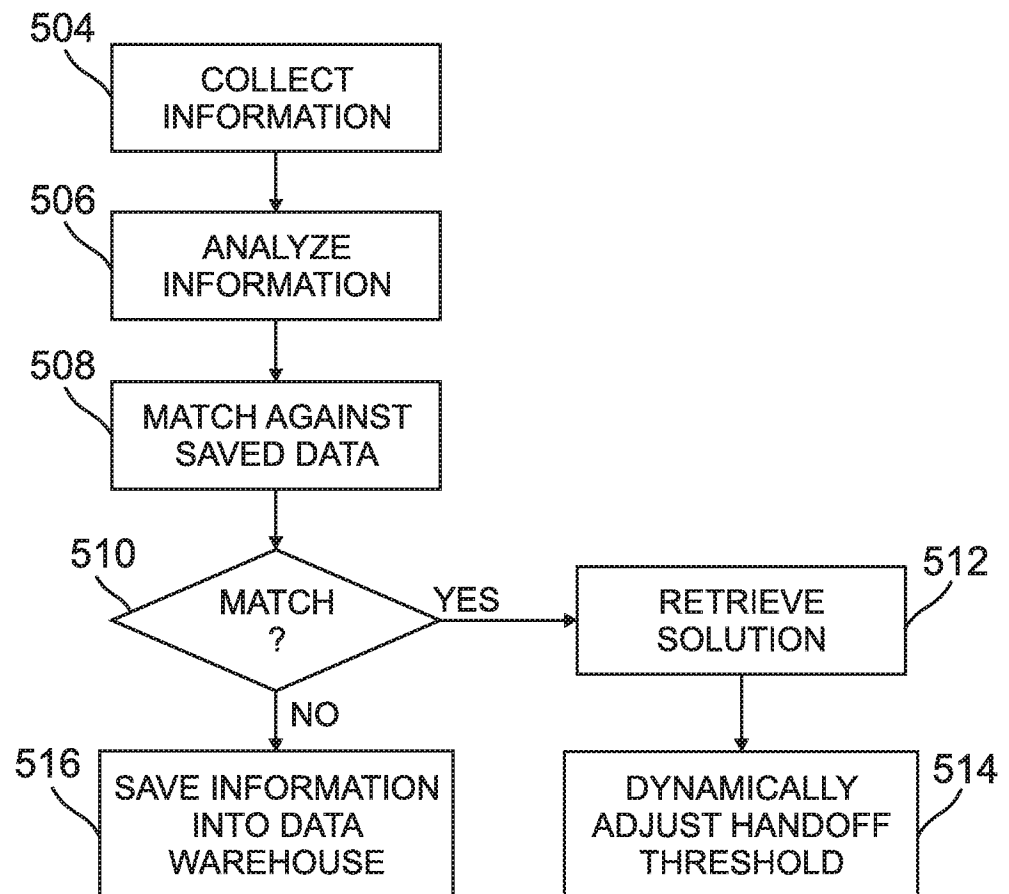 504
COLLECT
INFORMATION
506
ANALYZE
INFORMATION
508
MATCH AGAINST
SAVED DATA
510
MATCH
?
YES
512
RETRIEVE
SOLUTION
NO
516
SAVE INFORMATION
INTO DATA
WAREHOUSE
514
DYNAMICALLY
ADJUST HANDOFF
THRESHOLD